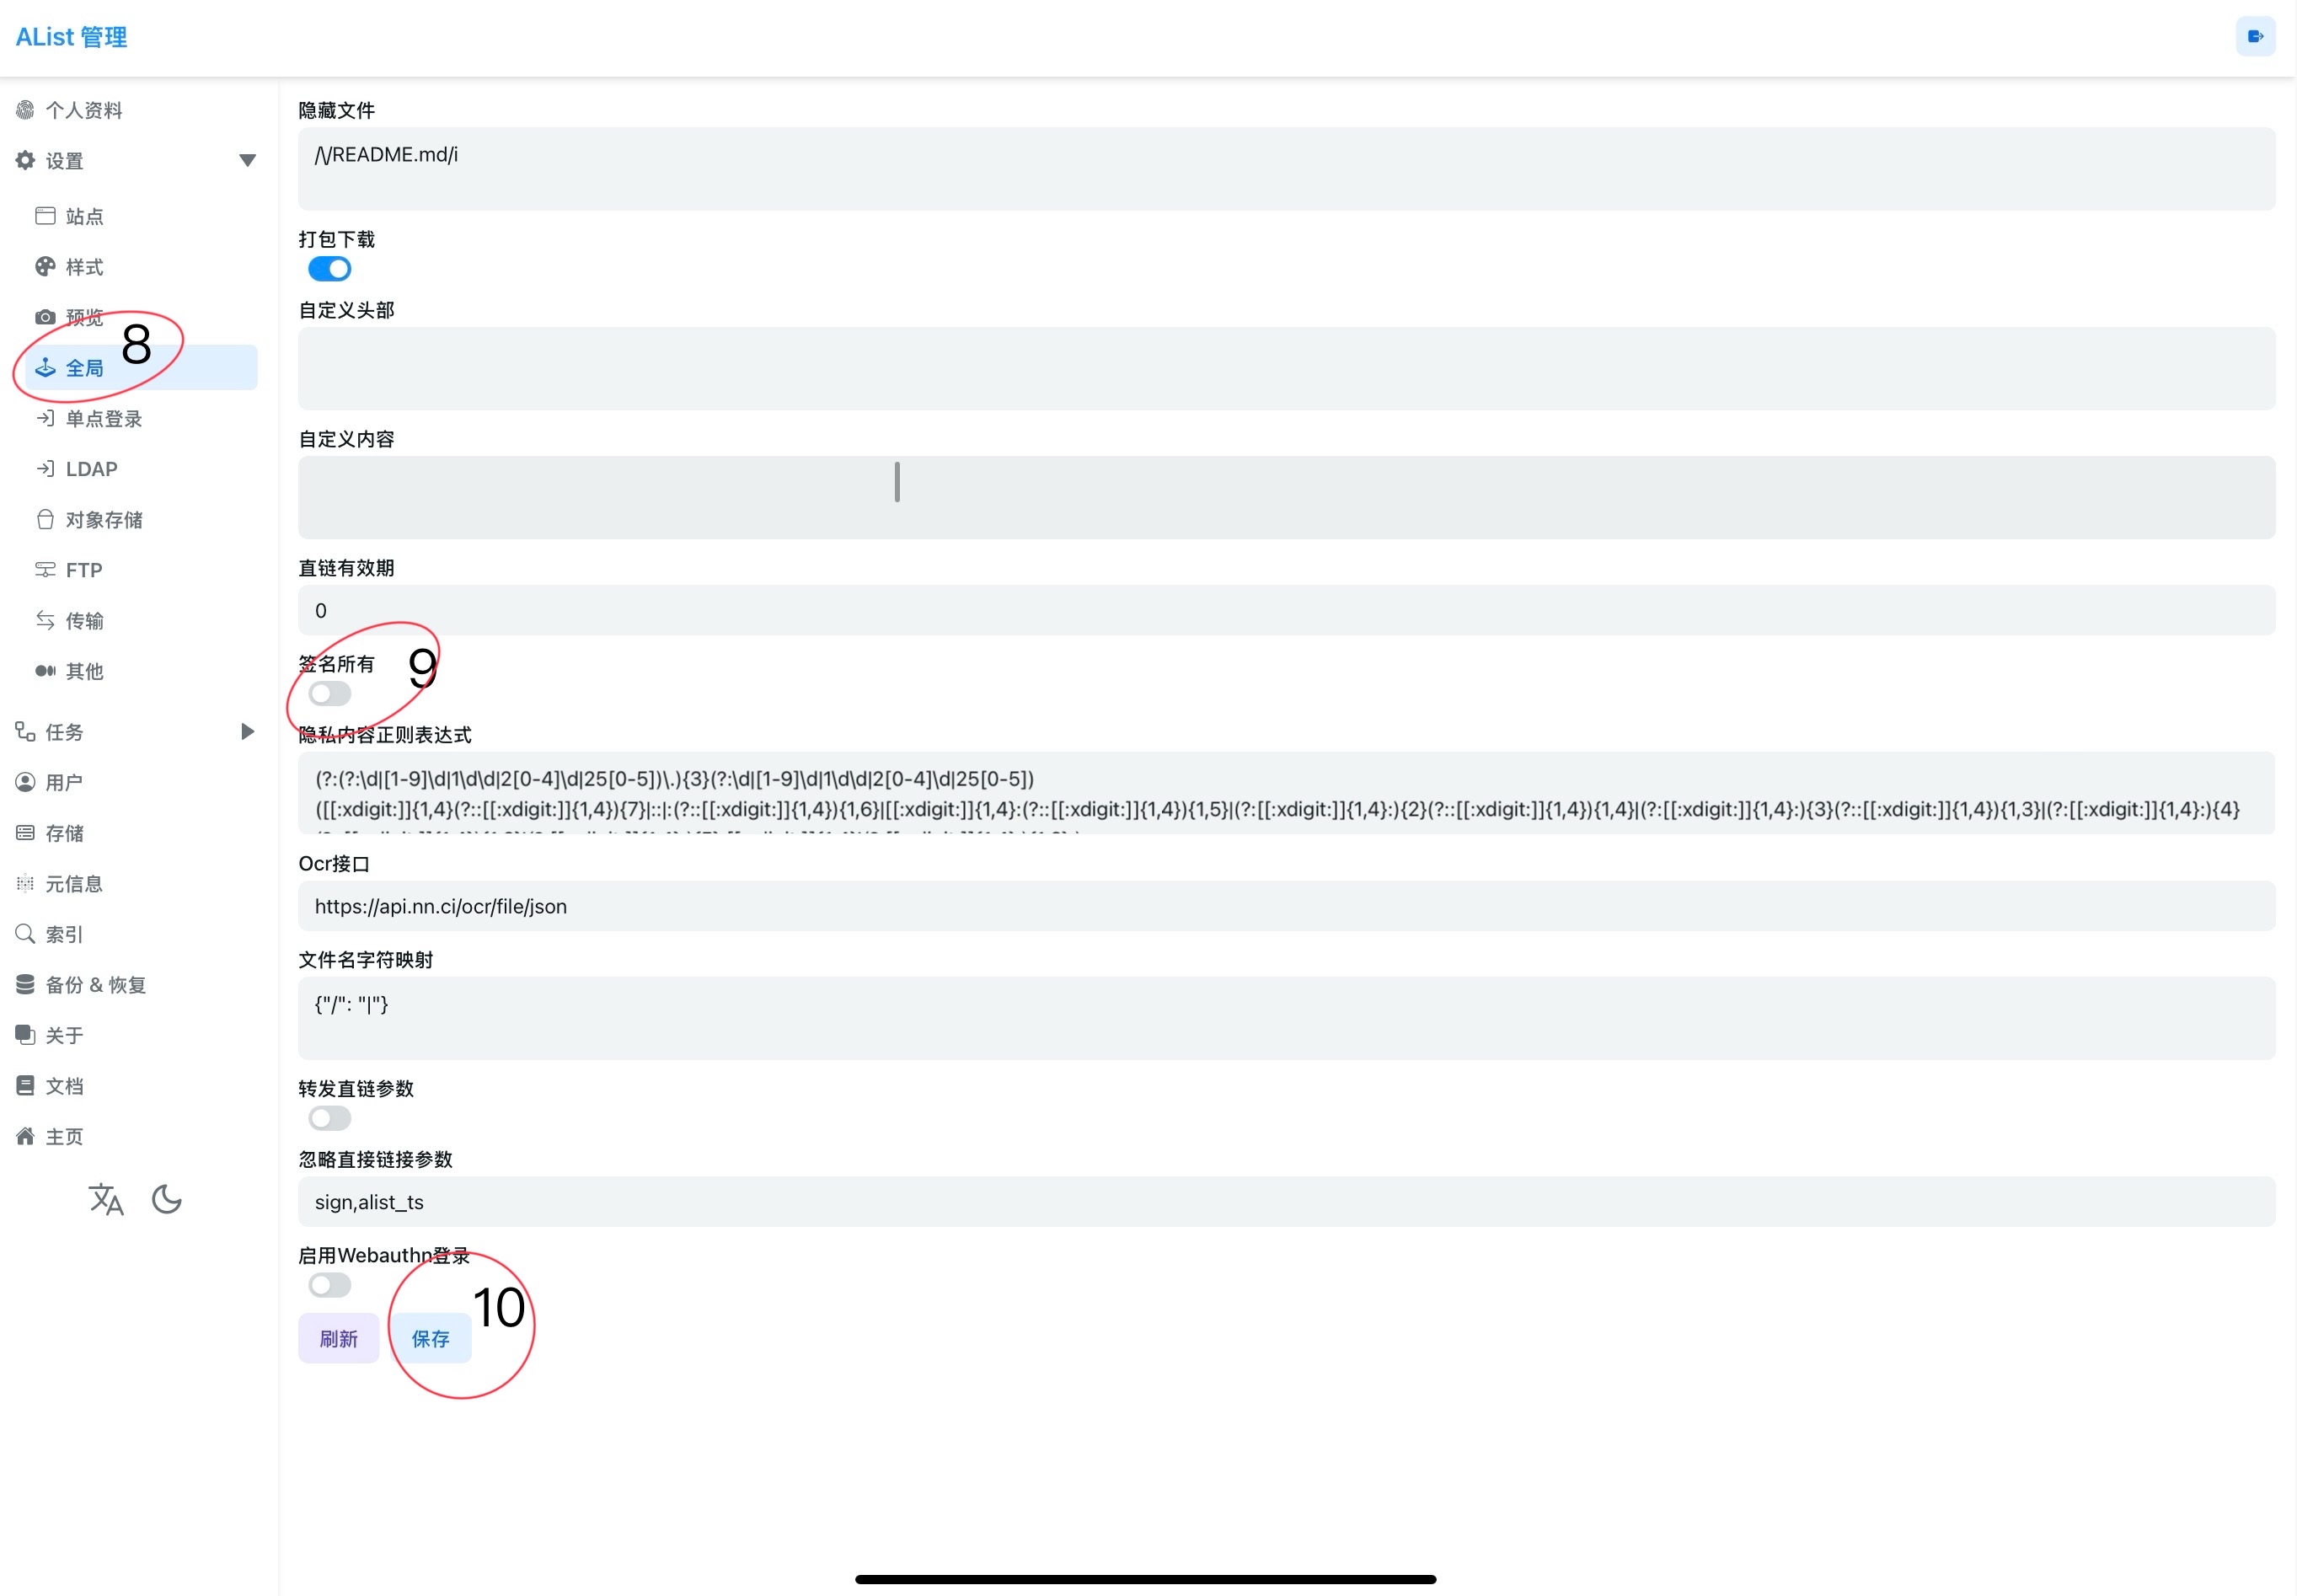 AList 管理
个人资料
设置
站点
样式
预览
8
全局
单点登录
LDAP
对象存储
FTP
传输
其他
任务
用户
存储
元信息
索引
备份 & 恢复
关于
文档
主页
隐藏文件
/\/README.md/i
打包下载
自定义头部
自定义内容
直链有效期
0
签名所有
9
隐私内容正则表达式
(?:(?:\d|[1-9]\d|1\d\d|2[0-4]\d|25[0-5])\.){3}(?:\d|[1-9]\d|1\d\d|2[0-4]\d|25[0-5])
([[:xdigit:]]{1,4}(?::[[:xdigit:]]{1,4}){7}|::|:(?::[[:xdigit:]]{1,4}){1,6}|[[:xdigit:]]{1,4}:(?::[[:xdigit:]]{1,4}){1,5}|(?:[[:xdigit:]]{1,4}:){2}(?::[[:xdigit:]]{1,4}){1,4}|(?:[[:xdigit:]]{1,4}:){3}(?::[[:xdigit:]]{1,4}){1,3}|(?:[[:xdigit:]]{1,4}:){4}
Ocr接口
https://api.nn.ci/ocr/file/json
文件名字符映射
{"/": "|"}
转发直链参数
忽略直接链接参数
sign,alist_ts
启用Webauthn登录
刷新
保存
10